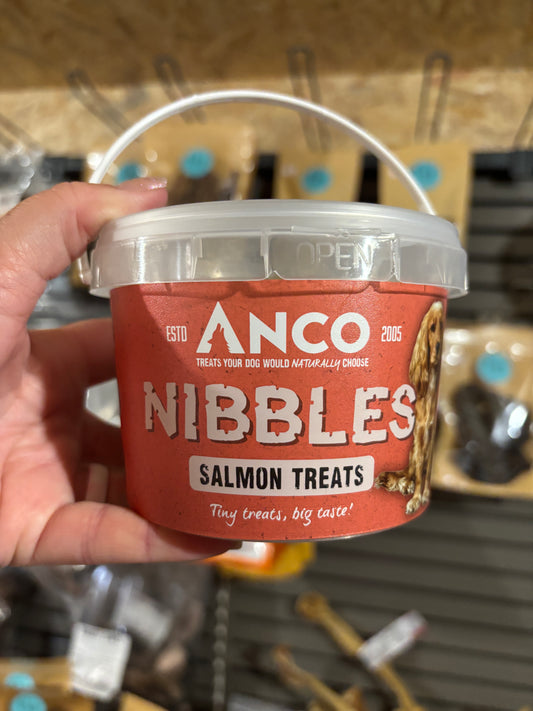 OPEN
ESTD ANCO 2005
TREATS YOUR DOG WOULD NATURALLY CHOOSE
NIBBLES
SALMON TREATS
Tiny treats, big taste!